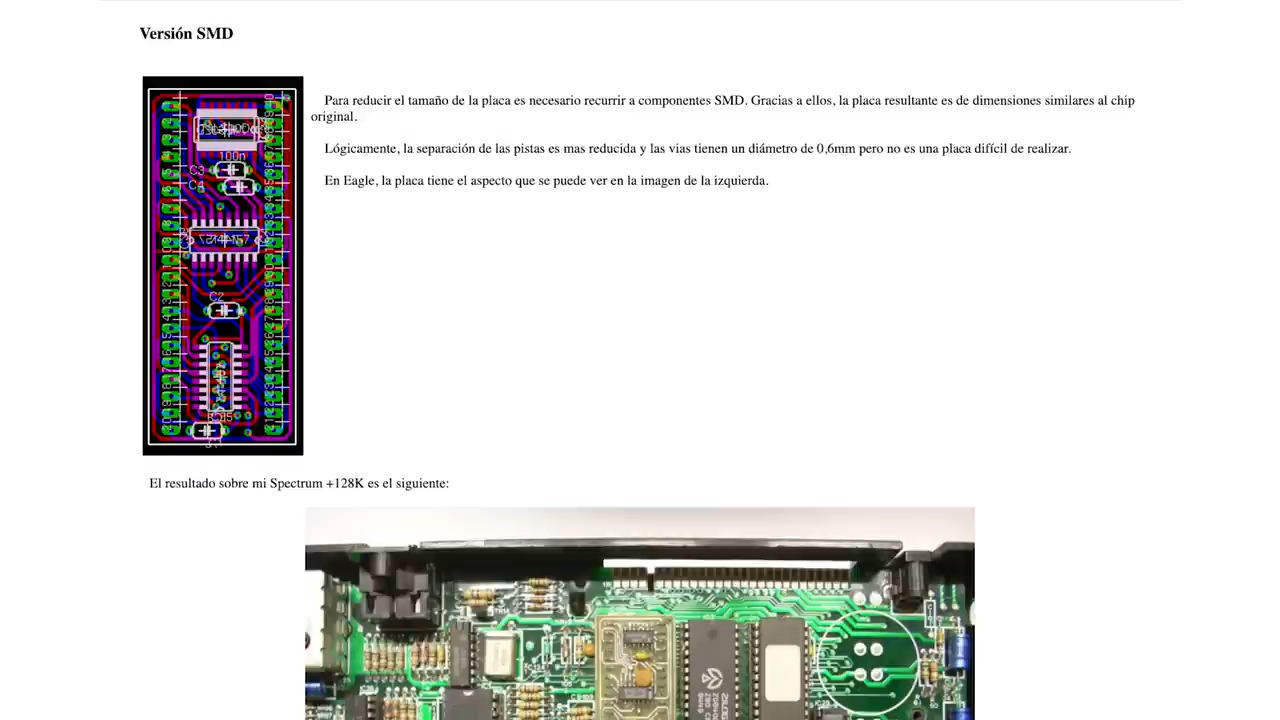 Versión SMD
Para reducir el tamaño de la placa es necesario recurrir a componentes SMD. Gracias a ellos, la placa resultante es de dimensiones similares al chip
original.
Lógicamente, la separación de las pistas es mas reducida y las vias tienen un diámetro de 0,6mm pero no es una placa difícil de realizar.
En Eagle, la placa tiene el aspecto que se puede ver en la imagen de la izquierda.
100n
C3
C4
C2
El resultado sobre mi Spectrum +128K es el siguiente: